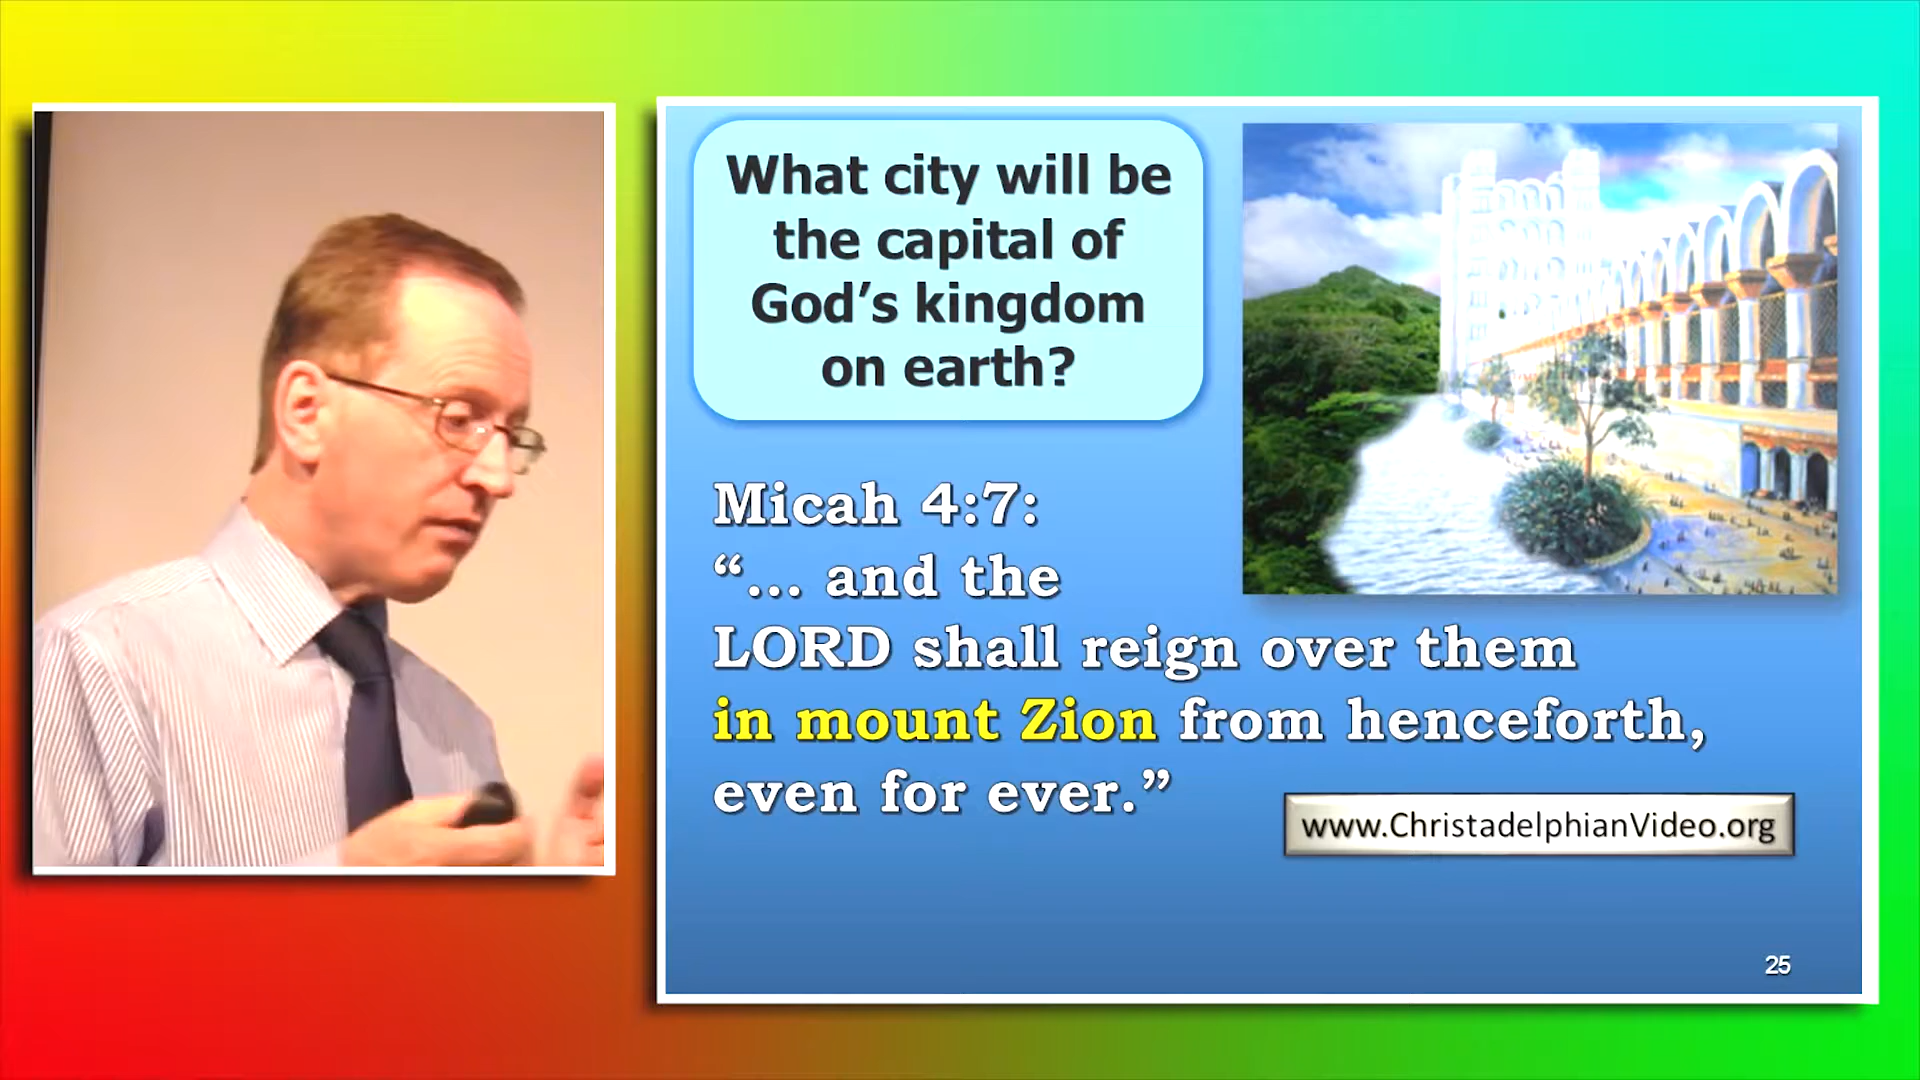 What city will be
the capital of
God’s kingdom
on earth?
Micah 4:7:
“... and the
LORD shall reign over them
in mount Zion from henceforth,
even for ever.”
www.ChristadelphianVideo.org
25